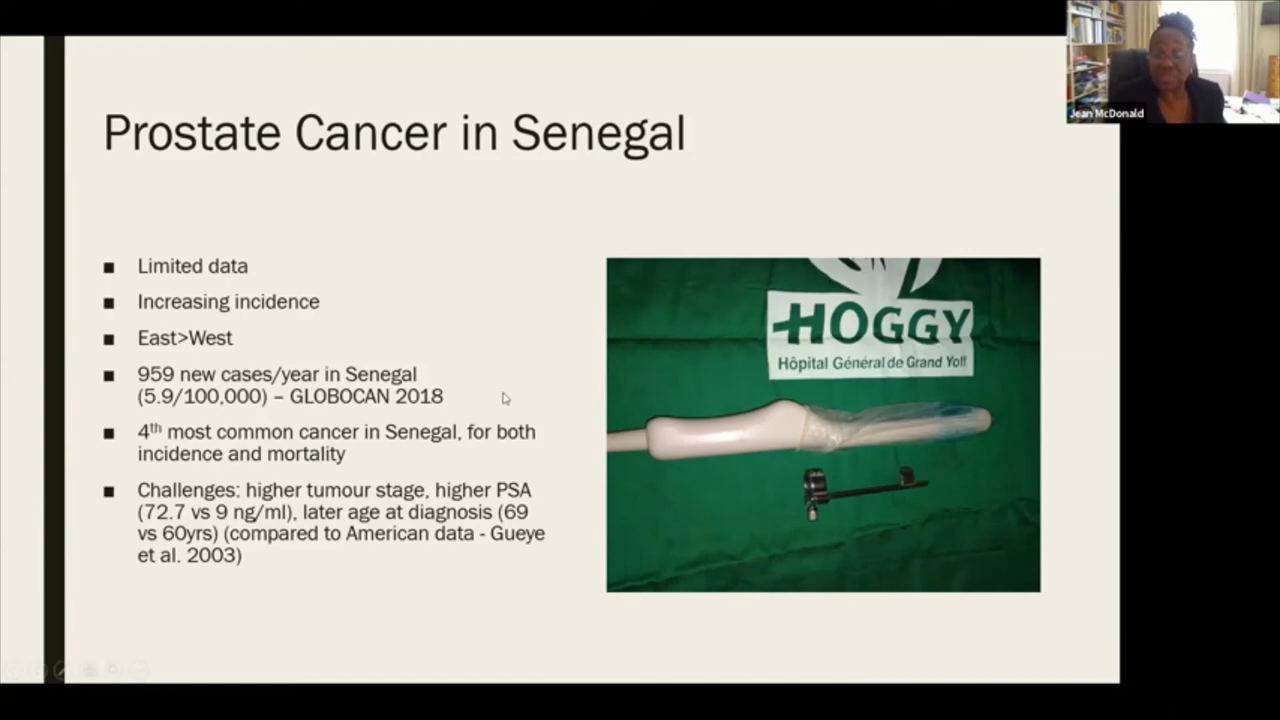 Jean McDonald
Prostate Cancer in Senegal
■ Limited data
■ Increasing incidence
■ East>West
■ 959 new cases/year in Senegal
(5.9/100,000) – GLOBOCAN 2018
■ 4th most common cancer in Senegal, for both
incidence and mortality
■ Challenges: higher tumour stage, higher PSA
(72.7 vs 9 ng/ml), later age at diagnosis (69
vs 60yrs) (compared to American data - Gueye
et al. 2003)
HOGGY
Hôpital Général de Grand Yoff